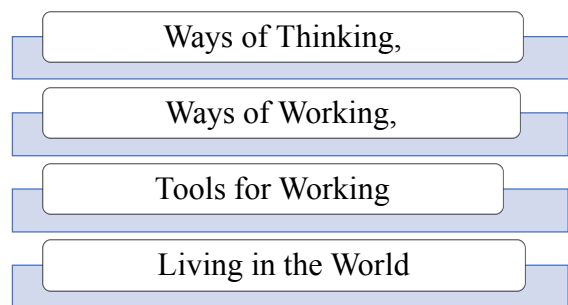 Ways of Thinking,
Ways of Working,
Tools for Working
Living in the World